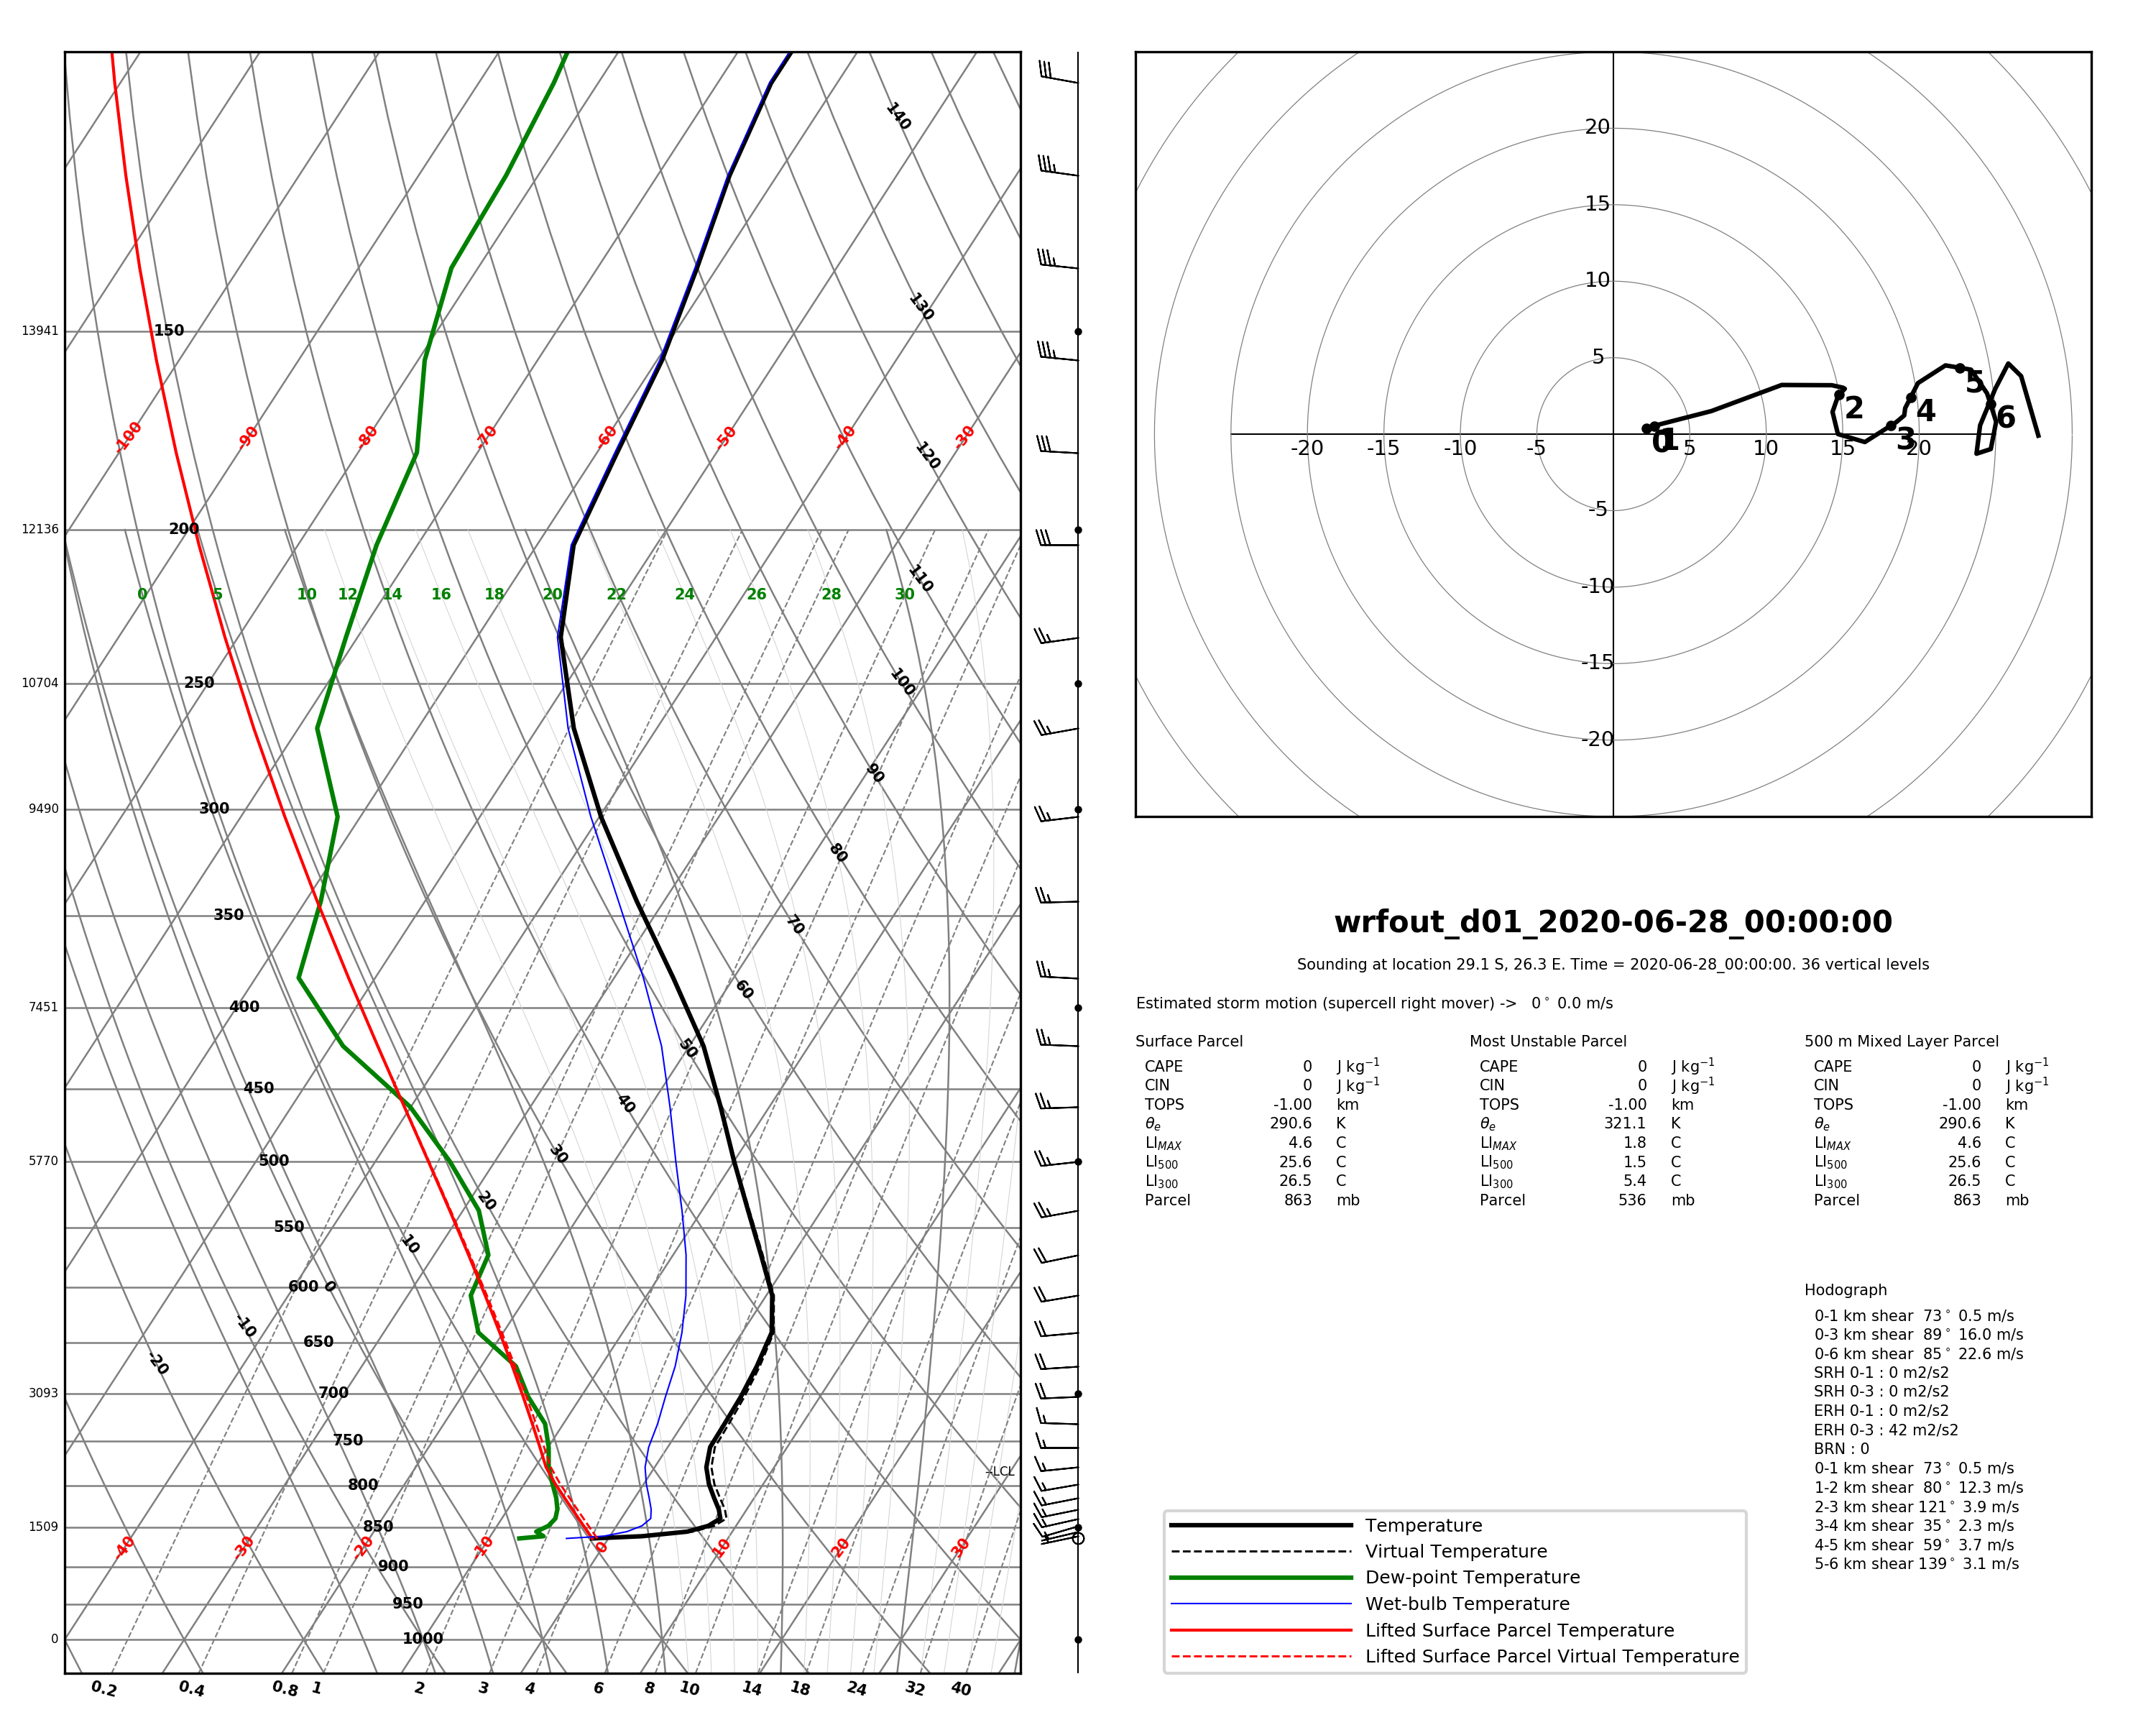 140
130
13941 150
-100 -90 -80 -70 -60 -50 -40 -30
120
12136 200
110
0 5 10 12 14 16 18 20 22 24 26 28 30
10704 250
100
90
9490 300
80
350
70
7451 400
60
50
450
40
5770 500
30
20
550
10
600 0
-10
650
-20
3093 700
750
800
-LCL
1509 850
-40 -30 -20 -10 0 10 20 30
900
950
0 1000
0.2 0.4 0.8 1 2 3 4 6 8 10 14 18 24 32 40
20
15
10
5
-20 -15 -10 -5 5 10 15 20
0 1 2 3 4 5 6
-5
-10
-15
-20
wrfout_d01_2020-06-28_00:00:00
Sounding at location 29.1 S, 26.3 E. Time = 2020-06-28_00:00:00. 36 vertical levels
Estimated storm motion (supercell right mover) -> 0° 0.0 m/s
Surface Parcel
CAPE 0 J kg⁻¹
CIN 0 J kg⁻¹
TOPS -1.00 km
θₑ 290.6 K
LI_MAX 4.6 C
LI₅₀₀ 25.6 C
LI₃₀₀ 26.5 C
Parcel 863 mb
Most Unstable Parcel
CAPE 0 J kg⁻¹
CIN 0 J kg⁻¹
TOPS -1.00 km
θₑ 321.1 K
LI_MAX 1.8 C
LI₅₀₀ 1.5 C
LI₃₀₀ 5.4 C
Parcel 536 mb
500 m Mixed Layer Parcel
CAPE 0 J kg⁻¹
CIN 0 J kg⁻¹
TOPS -1.00 km
θₑ 290.6 K
LI_MAX 4.6 C
LI₅₀₀ 25.6 C
LI₃₀₀ 26.5 C
Parcel 863 mb
Hodograph
0-1 km shear 73° 0.5 m/s
0-3 km shear 89° 16.0 m/s
0-6 km shear 85° 22.6 m/s
SRH 0-1 : 0 m2/s2
SRH 0-3 : 0 m2/s2
ERH 0-1 : 0 m2/s2
ERH 0-3 : 42 m2/s2
BRN : 0
0-1 km shear 73° 0.5 m/s
1-2 km shear 80° 12.3 m/s
2-3 km shear 121° 3.9 m/s
3-4 km shear 35° 2.3 m/s
4-5 km shear 59° 3.7 m/s
5-6 km shear 139° 3.1 m/s
Temperature
Virtual Temperature
Dew-point Temperature
Wet-bulb Temperature
Lifted Surface Parcel Temperature
Lifted Surface Parcel Virtual Temperature